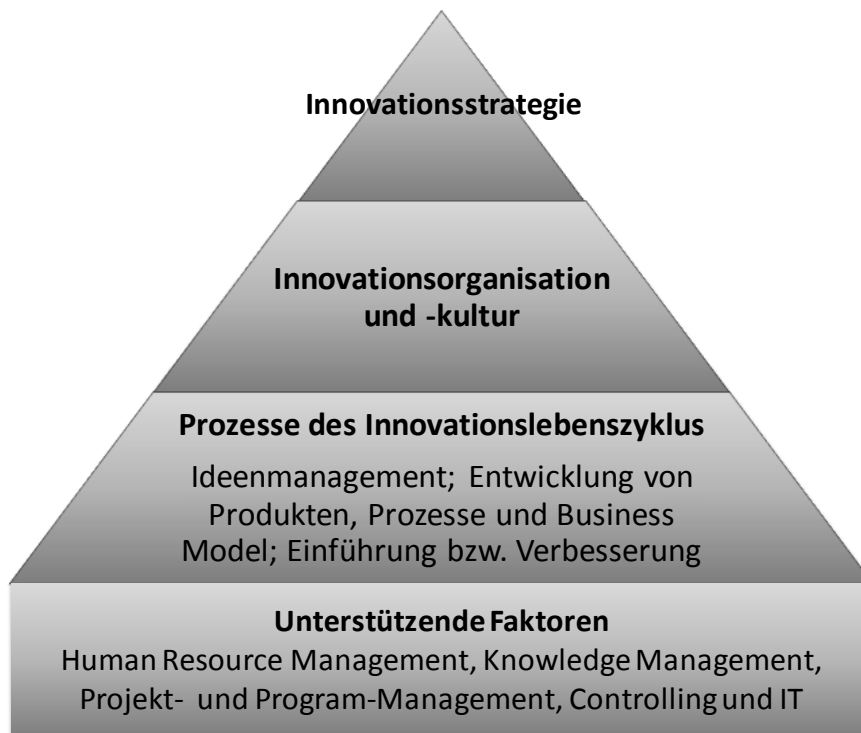 Innovationsstrategie
Innovationsorganisation
und -kultur
Prozesse des Innovationslebenszyklus
Ideenmanagement; Entwicklung von
Produkten, Prozesse und Business
Model; Einführung bzw. Verbesserung
Unterstützende Faktoren
Human Resource Management, Knowledge Management,
Projekt- und Program-Management, Controlling und IT